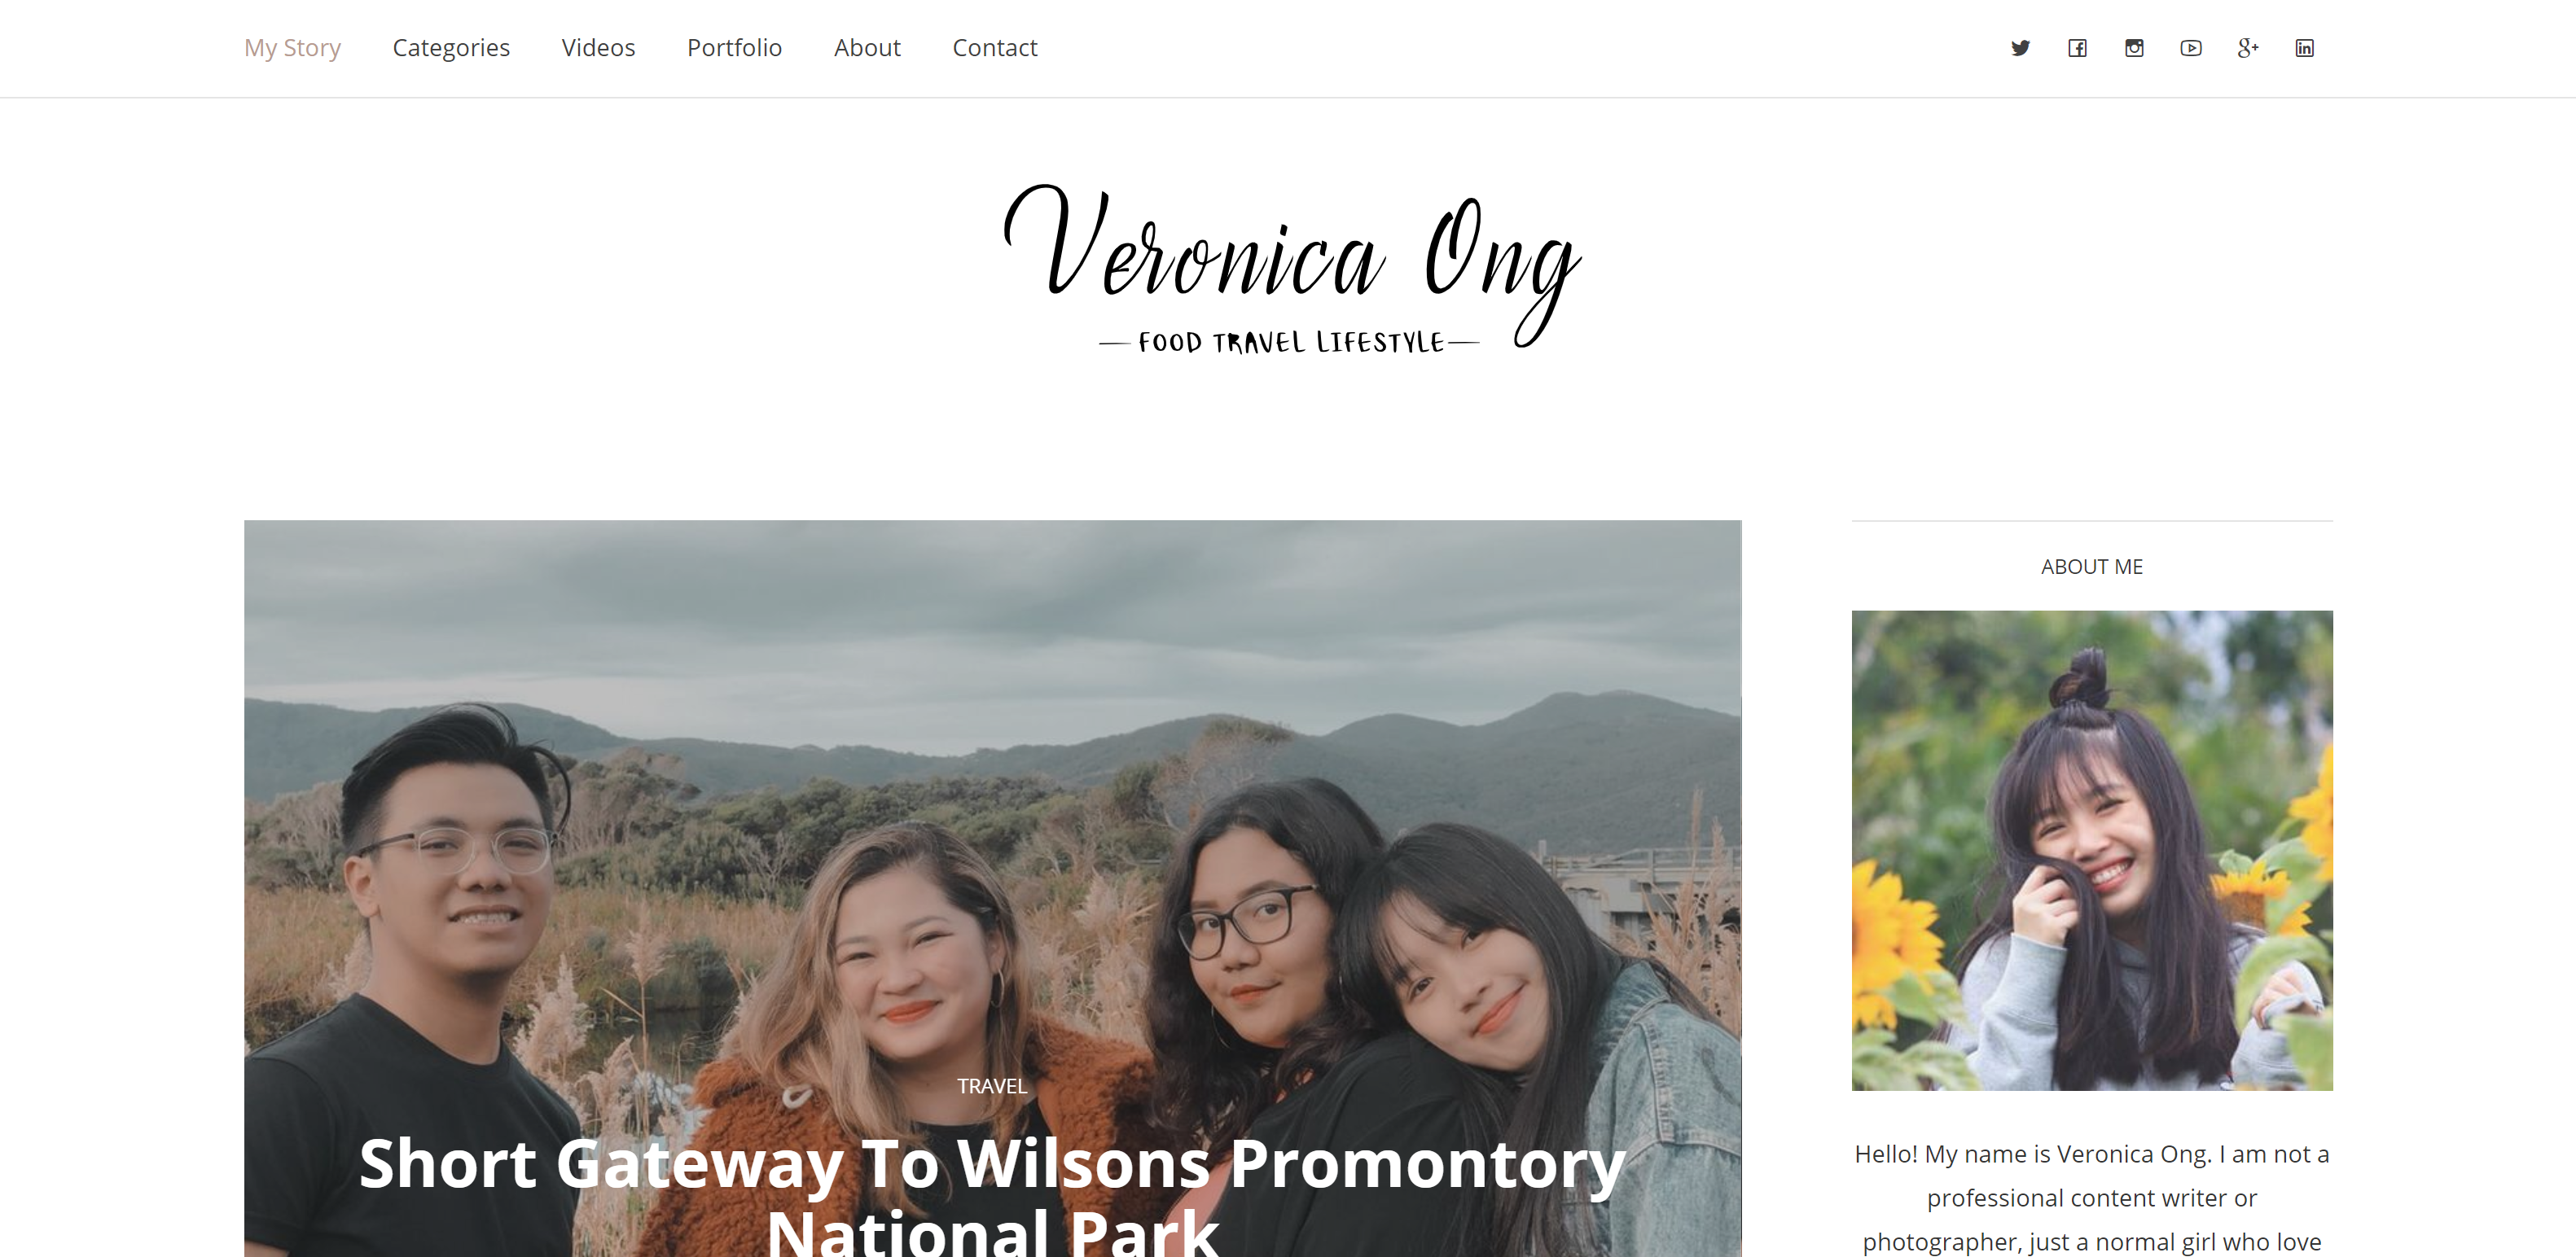 My Story Categories Videos Portfolio About Contact
Veronica Ong
FOOD TRAVEL LIFESTYLE
TRAVEL
Short Gateway To Wilsons Promontory
National Park
ABOUT ME
Hello! My name is Veronica Ong. I am not a
professional content writer or
photographer, just a normal girl who love